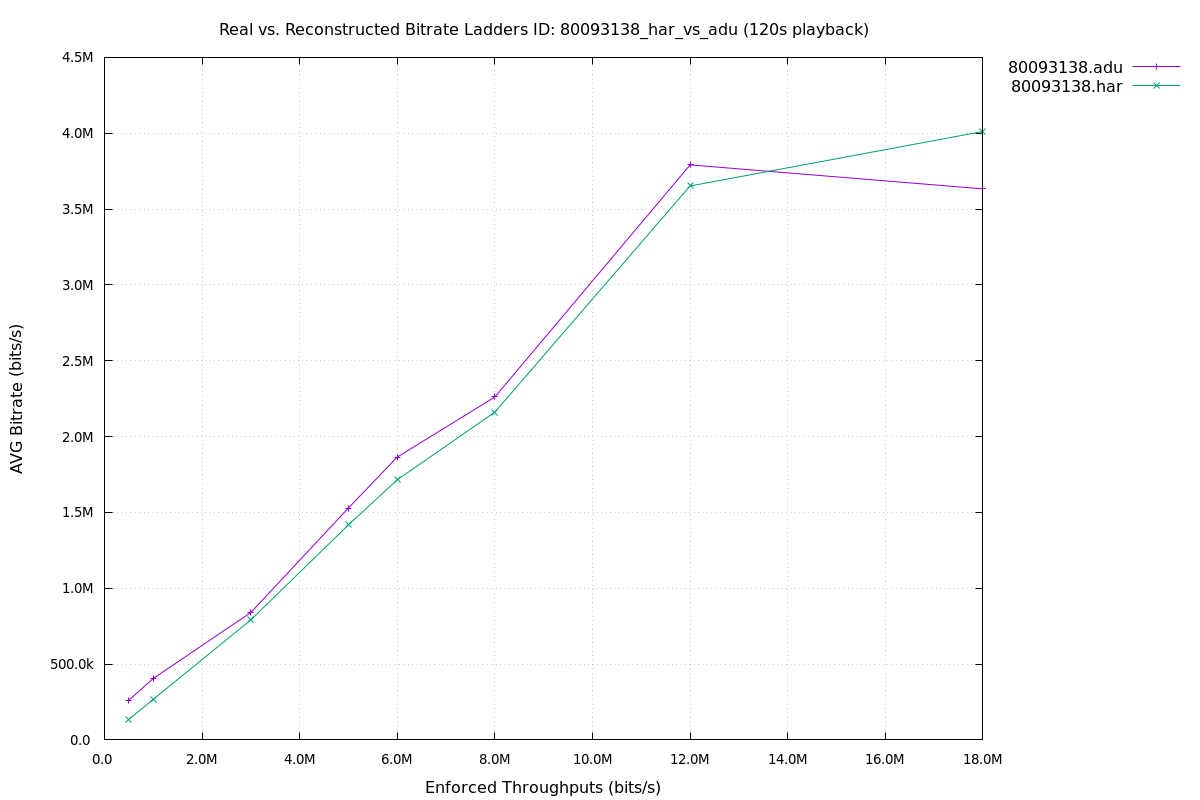 Real vs. Reconstructed Bitrate Ladders ID: 80093138_har_vs_adu (120s playback)
80093138.adu
80093138.har
4.5M
4.0M
3.5M
3.0M
2.5M
2.0M
1.5M
1.0M
500.0k
0.0
AVG Bitrate (bits/s)
0.0 2.0M 4.0M 6.0M 8.0M 10.0M 12.0M 14.0M 16.0M 18.0M
Enforced Throughputs (bits/s)